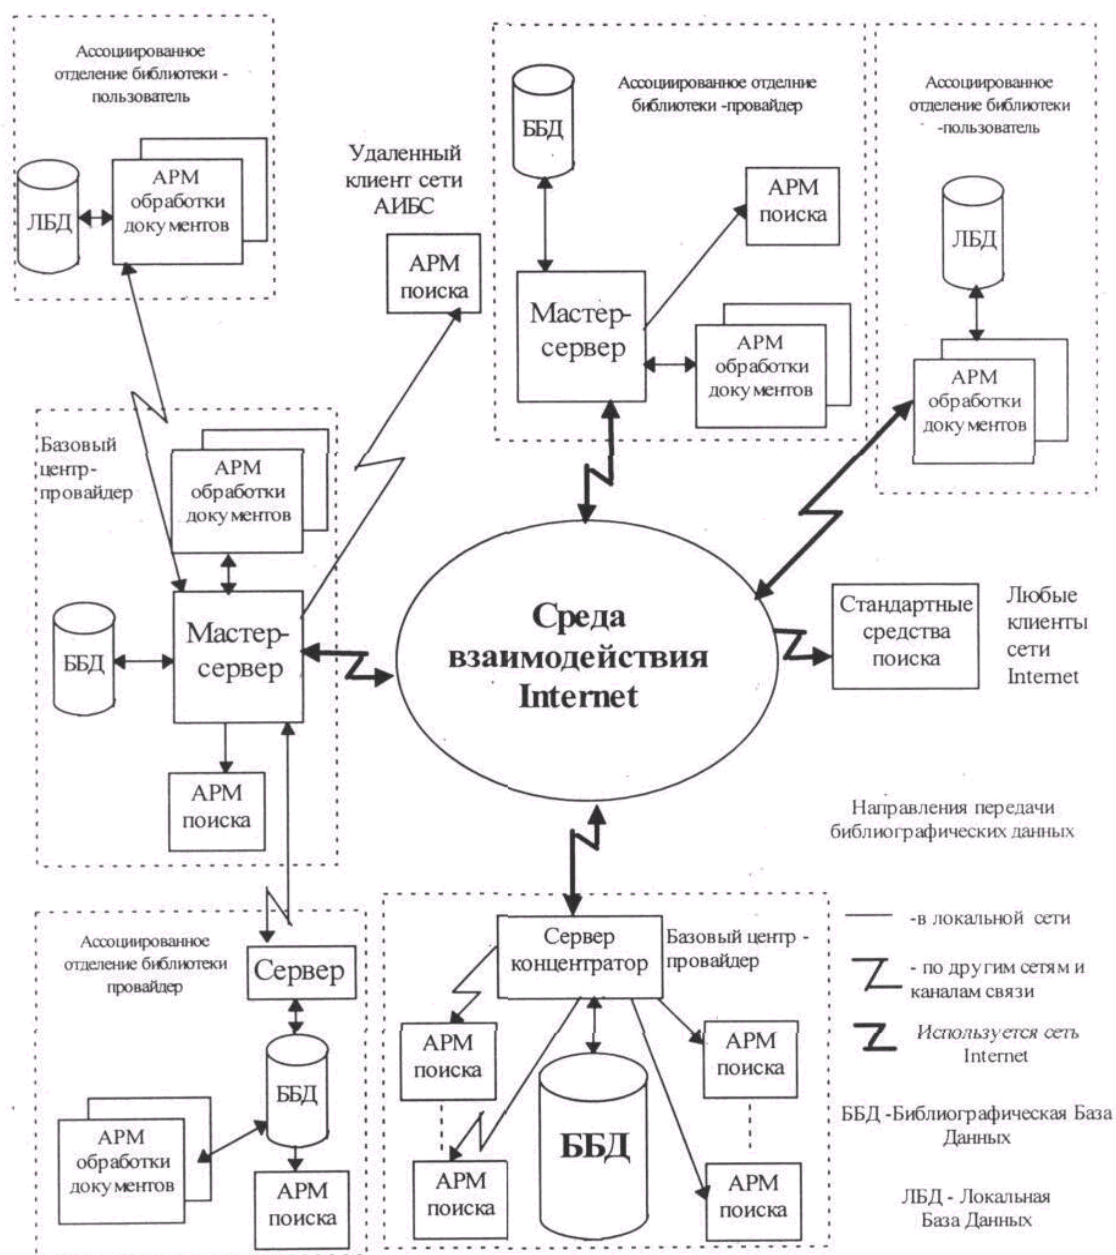 Ассоциированное
отделение библиотеки -
пользователь
ЛБД
АРМ
обработки
документов
Удаленный
клиент сети
АИБС
АРМ
поиска
Ассоциированное отделние
библиотеки -провайдер
ББД
АРМ
поиска
Мастер-
сервер
АРМ
обработки
документов
Ассоциированное
отделение библиотеки
-пользователь
ЛБД
АРМ
обработки
документов
Базовый
центр-
провайдер
АРМ
обработки
документов
ББД
Мастер-
сервер
АРМ
поиска
Среда
взаимодействия
Internet
Стандартные
средства
поиска
Любые
клиенты
сети
Internet
Ассоциированное
отделение библиотеки
провайдер
Сервер
ББД
АРМ
обработки
документов
АРМ
поиска
Сервер
концентратор
Базовый центр -
провайдер
АРМ
поиска
АРМ
поиска
ББД
АРМ
поиска
АРМ
поиска
Направления передачи
библиографических данных
-в локальной сети
- по другим сетям и
каналам связи
Используется сеть
Internet
ББД -Библиографическая База
Данных
ЛБД - Локальная
База Данных